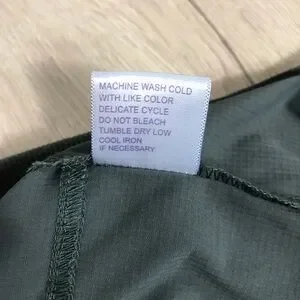 MACHINE WASH COLD
WITH LIKE COLOR
DELICATE CYCLE
DO NOT BLEACH
TUMBLE DRY LOW
COOL IRON
IF NECESSARY